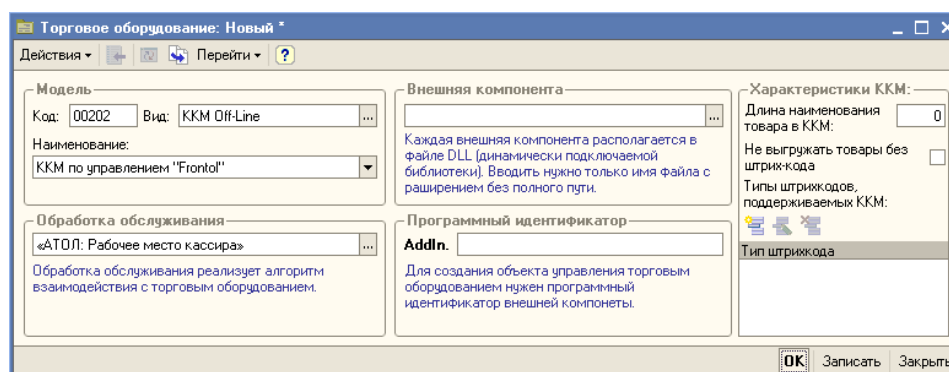 Торговое оборудование: Новый *
Действия Перейти ?
Модель
Код: 00202 Вид: ККМ Off-Line ...
Наименование:
ККМ по управлением "Frontol"
Обработка обслуживания
«АТОЛ: Рабочее место кассира» ...
Обработка обслуживания реализует алгоритм
взаимодействия с торговым оборудованием.
Внешняя компонента
...
Каждая внешняя компонента располагается в
файле DLL (динамически подключаемой
библиотеки). Вводить нужно только имя файла с
раширением без полного пути.
Программный идентификатор
AddIn.
Для создания объекта управления торговым
оборудованием нужен программный
идентификатор внешней компонеты.
Характеристики ККМ:
Длина наименования
товара в ККМ: 0
Не выгружать товары без
штрих-кода
Типы штрихкодов,
поддерживаемых ККМ:
Тип штрихкода
OK Записать Закрыть